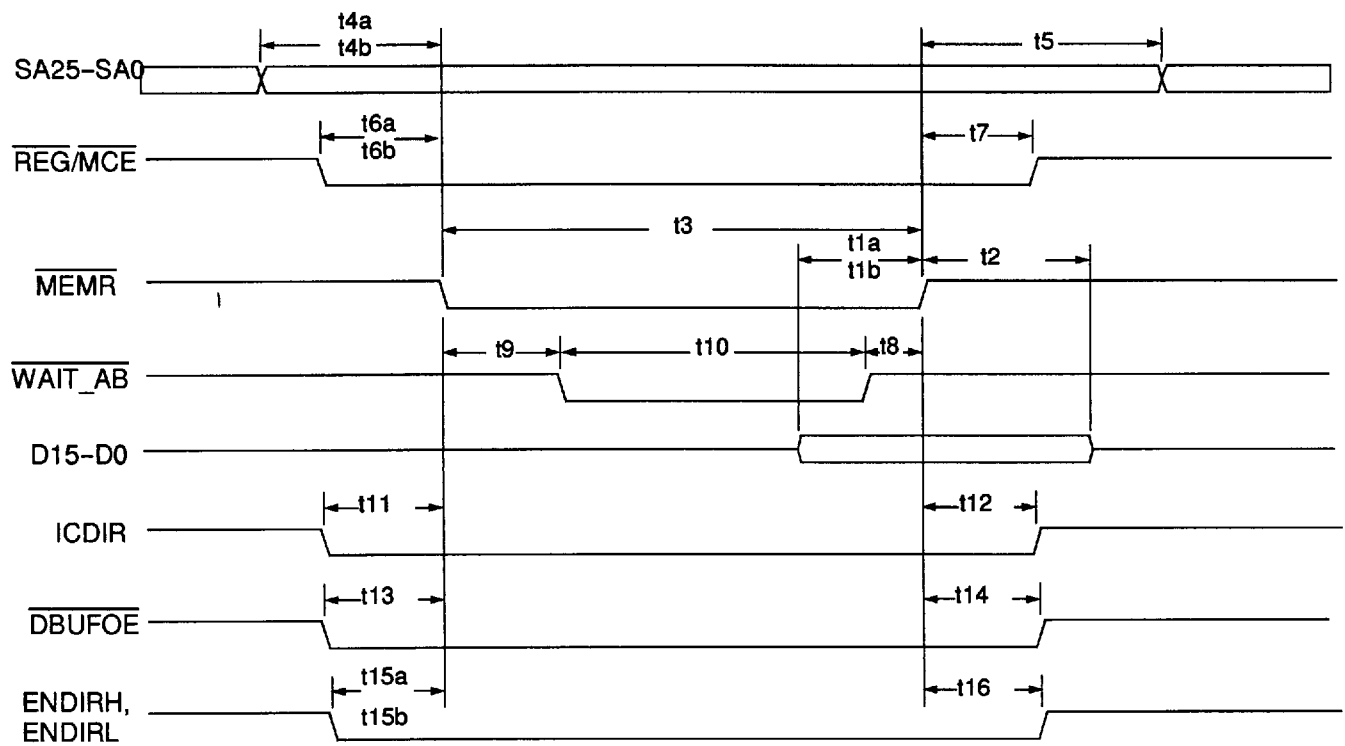 t4a
t4b
t5
SA25-SA0
t6a
t6b
t7
REG/MCE
t3
t1a
t1b
t2
MEMR
t9
t10
t8
WAIT_AB
D15-D0
t11
t12
ICDIR
t13
t14
DBUFOE
t15a
t15b
t16
ENDIRH,
ENDIRL